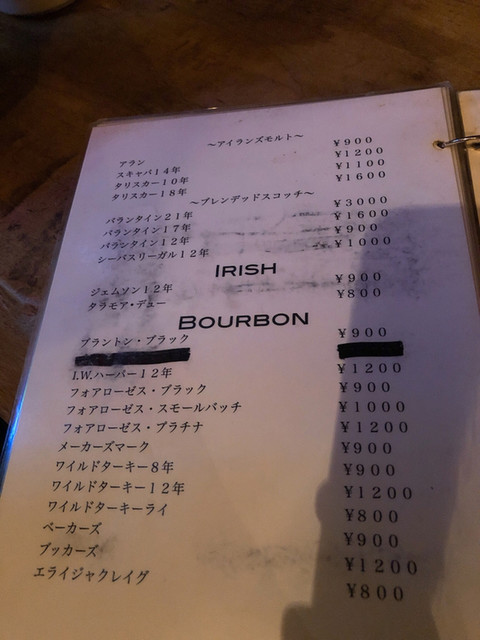 ～アイランズモルト～
アラン ¥900
スキャパ14年 ¥1200
タリスカー10年 ¥1100
タリスカー18年 ¥1600
～ブレンデッドスコッチ～
バランタイン21年 ¥3000
バランタイン17年 ¥1600
バランタイン12年 ¥900
シーバスリーガル12年 ¥1000
IRISH
ジェムソン12年 ¥900
タラモア・デュー ¥800
BOURBON
ブラントン・ブラック ¥900
I.W.ハーパー12年 ¥1200
フォアローゼス・ブラック ¥900
フォアローゼス・スモールバッチ ¥1000
フォアローゼス・プラチナ ¥1200
メーカーズマーク ¥900
ワイルドターキー8年 ¥900
ワイルドターキー12年 ¥1200
ワイルドターキーライ ¥800
ベーカーズ ¥900
ブッカーズ ¥1200
エライジャクレイグ ¥800